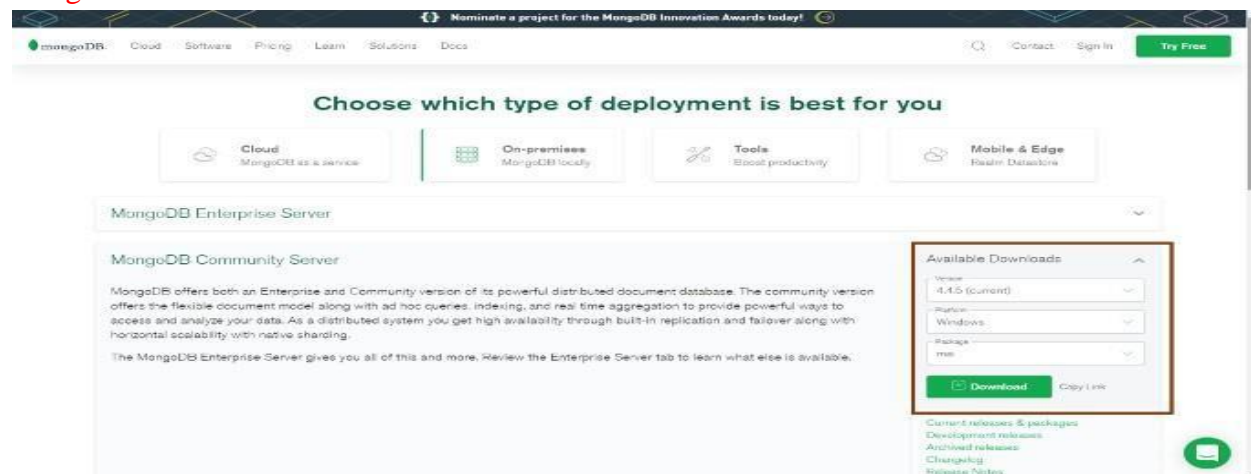 Nominate a project for the MongoDB Innovation Awards today!
mongoDB. Cloud Software Pricing Learn Solutions Docs Contact Sign In Try Free
Choose which type of deployment is best for you
Cloud
MongoDB as a service
On-premises
MongoDB locally
Tools
Boost productivity
Mobile & Edge
Realm Datastore
MongoDB Enterprise Server
MongoDB Community Server
MongoDB offers both an Enterprise and Community version of its powerful distributed document database. The community version
offers the flexible document model along with ad hoc queries, indexing, and real time aggregation to provide powerful ways to
access and analyze your data. As a distributed system you get high availability through built-in replication and failover along with
horizontal scalability with native sharding.
The MongoDB Enterprise Server gives you all of this and more. Review the Enterprise Server tab to learn what else is available.
Available Downloads
Version
4.4.5 (current)
Platform
Windows
Package
msi
Download Copy Link
Current releases & packages
Development releases
Archived releases
Changelog
Release Notes